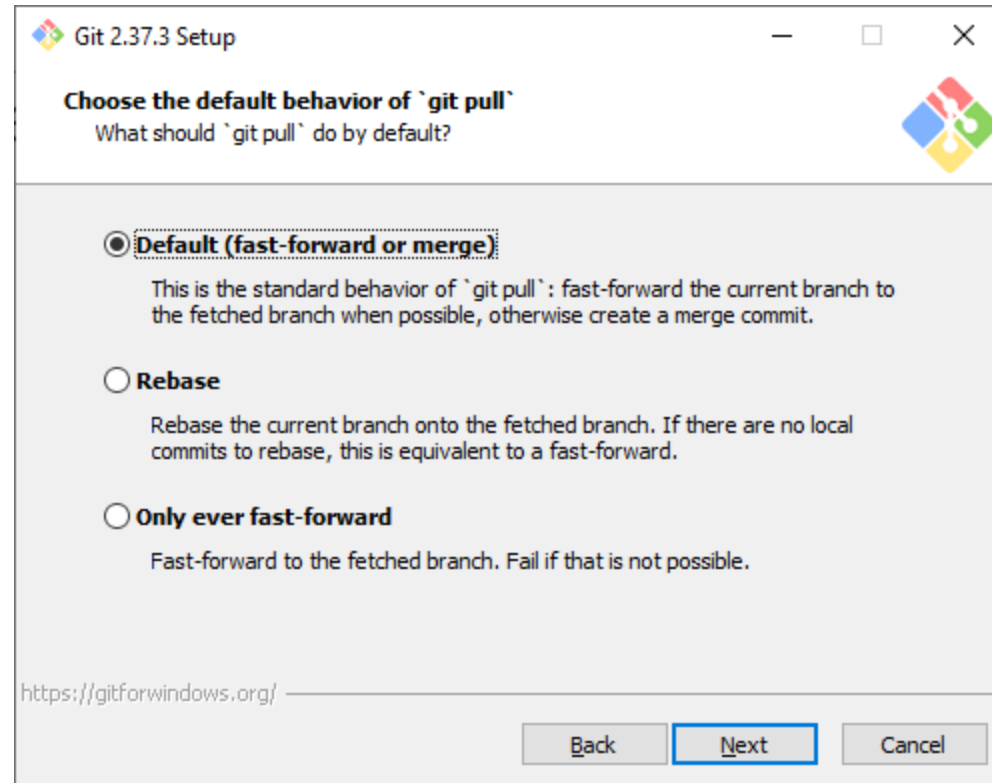 Git 2.37.3 Setup
Choose the default behavior of `git pull`
What should `git pull` do by default?
Default (fast-forward or merge)
This is the standard behavior of `git pull`: fast-forward the current branch to
the fetched branch when possible, otherwise create a merge commit.
Rebase
Rebase the current branch onto the fetched branch. If there are no local
commits to rebase, this is equivalent to a fast-forward.
Only ever fast-forward
Fast-forward to the fetched branch. Fail if that is not possible.
https://gitforwindows.org/
Back Next Cancel